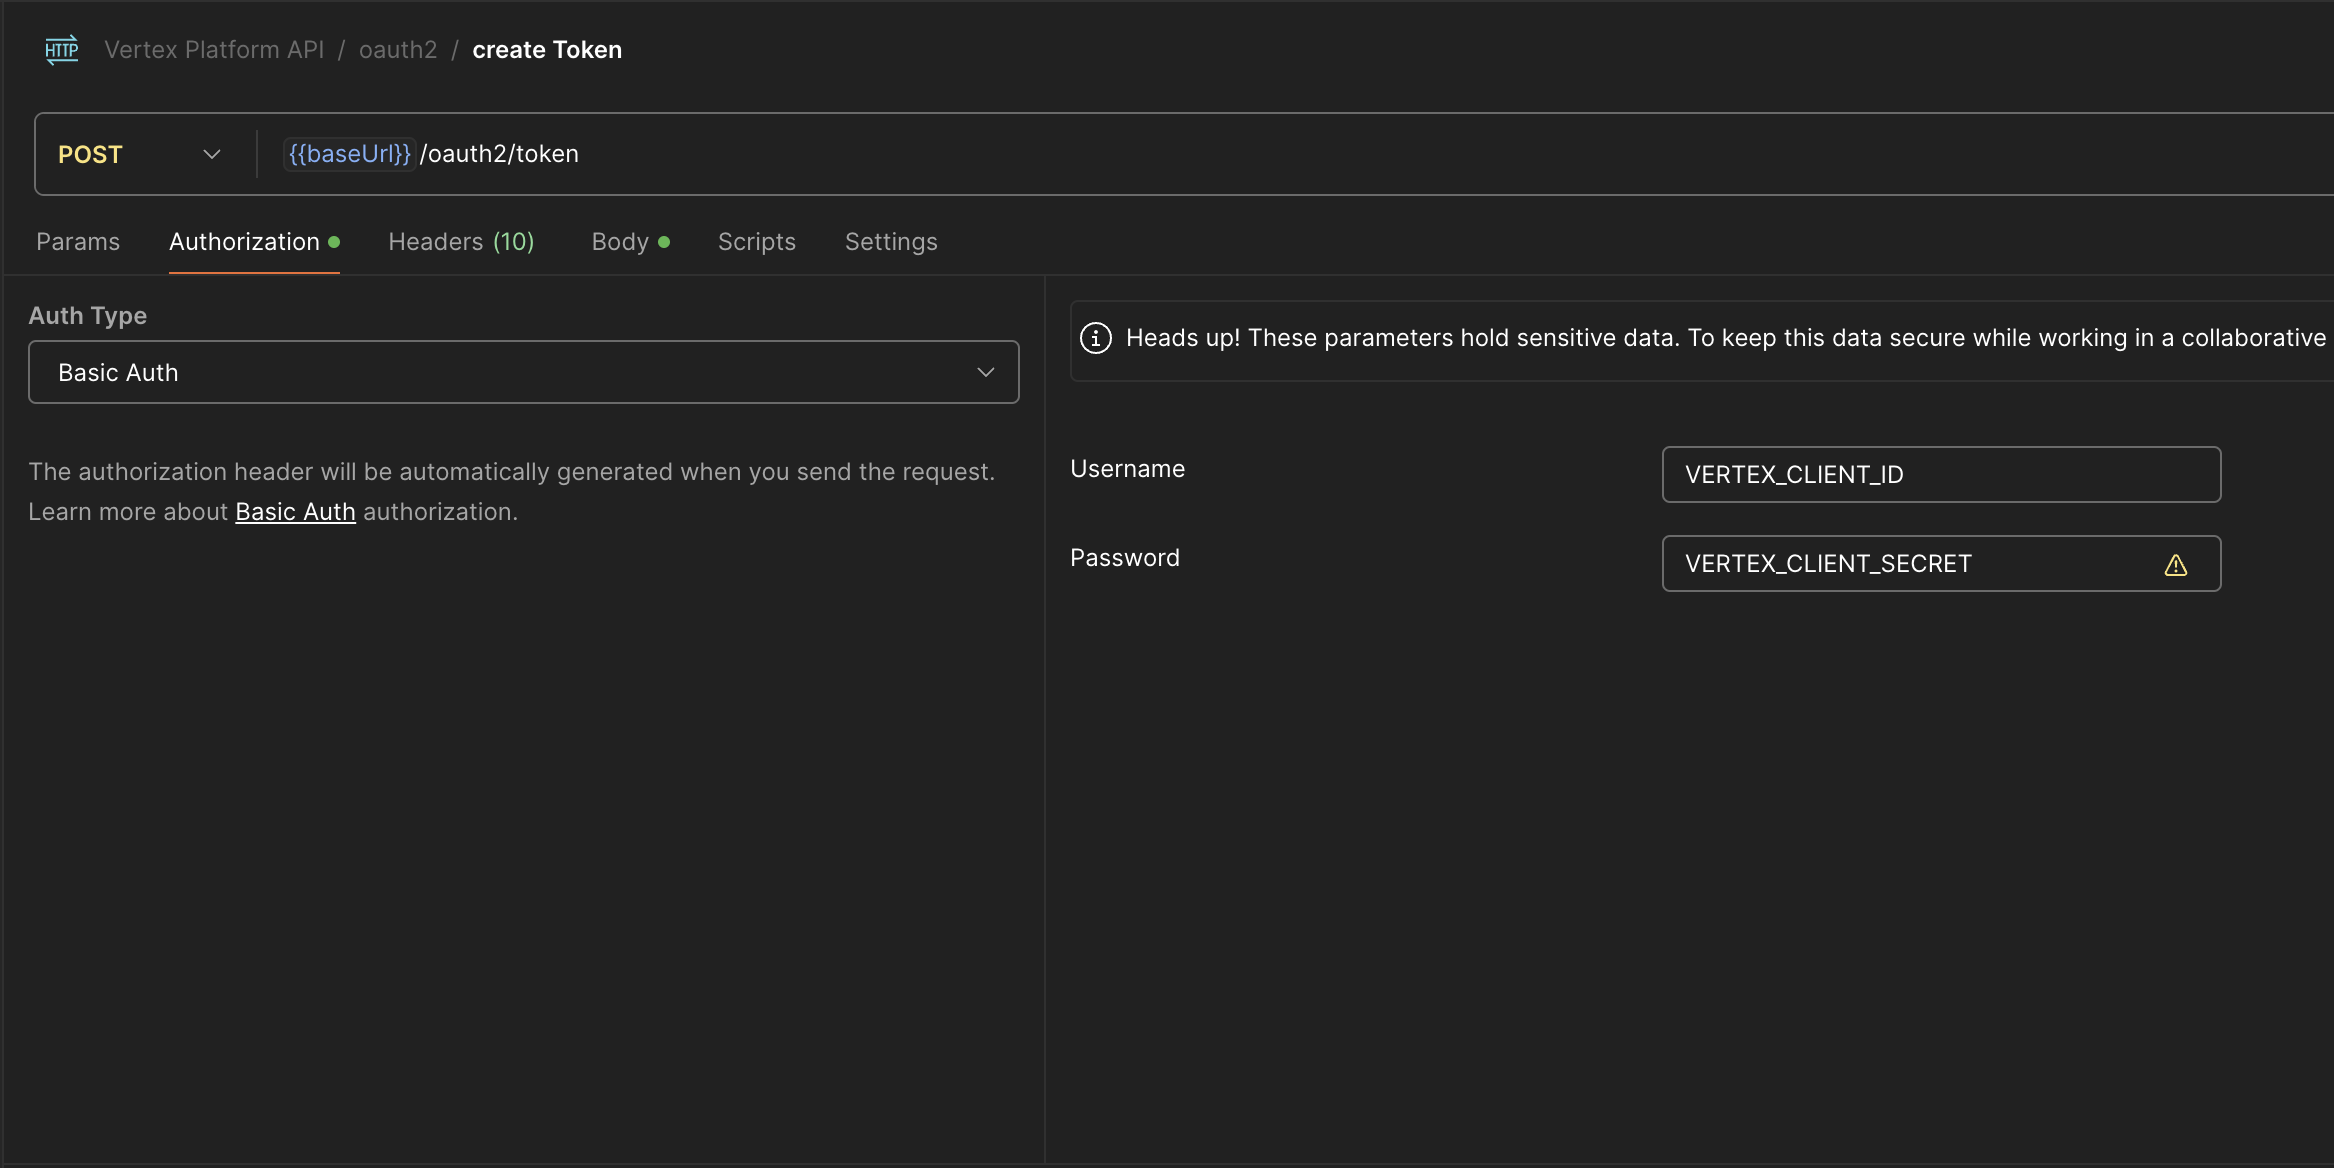 HTTP Vertex Platform API / oauth2 / create Token
POST {{baseUrl}}/oauth2/token
Params Authorization Headers (10) Body Scripts Settings
Auth Type
Basic Auth
The authorization header will be automatically generated when you send the request.
Learn more about Basic Auth authorization.
Heads up! These parameters hold sensitive data. To keep this data secure while working in a collaborative
Username VERTEX_CLIENT_ID
Password VERTEX_CLIENT_SECRET